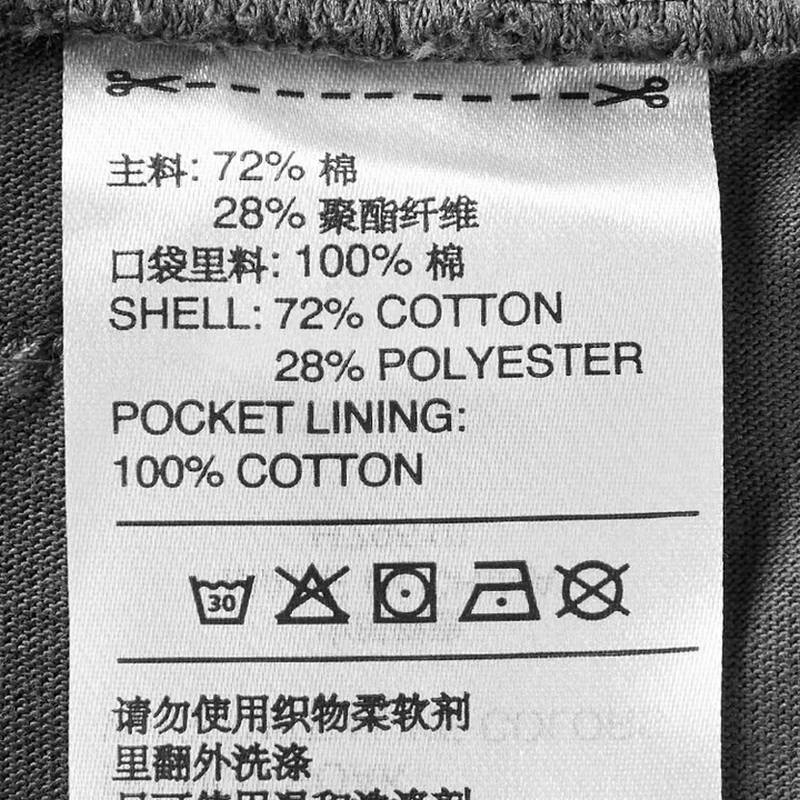 主料: 72% 棉
28% 聚酯纤维
口袋里料: 100% 棉
SHELL: 72% COTTON
28% POLYESTER
POCKET LINING:
100% COTTON
30
请勿使用织物柔软剂
里翻外洗涤